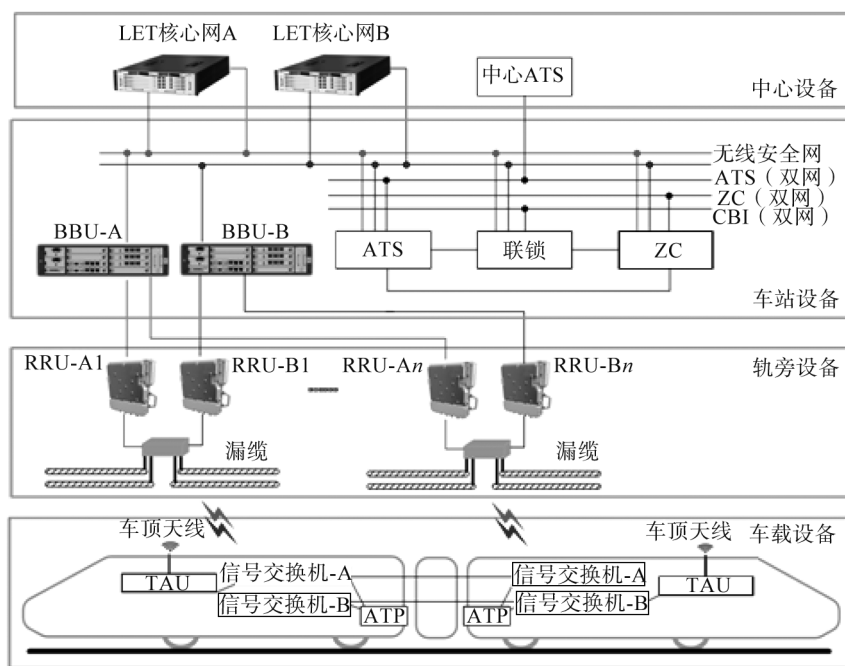 LET核心网A
LET核心网B
中心ATS
中心设备
无线安全网
ATS（双网）
ZC（双网）
CBI（双网）
BBU-A
BBU-B
ATS
联锁
ZC
车站设备
RRU-A1
RRU-B1
RRU-An
RRU-Bn
轨旁设备
漏缆
漏缆
车顶天线
车顶天线
车载设备
TAU
信号交换机-A
信号交换机-A
TAU
信号交换机-B
ATP
ATP
信号交换机-B